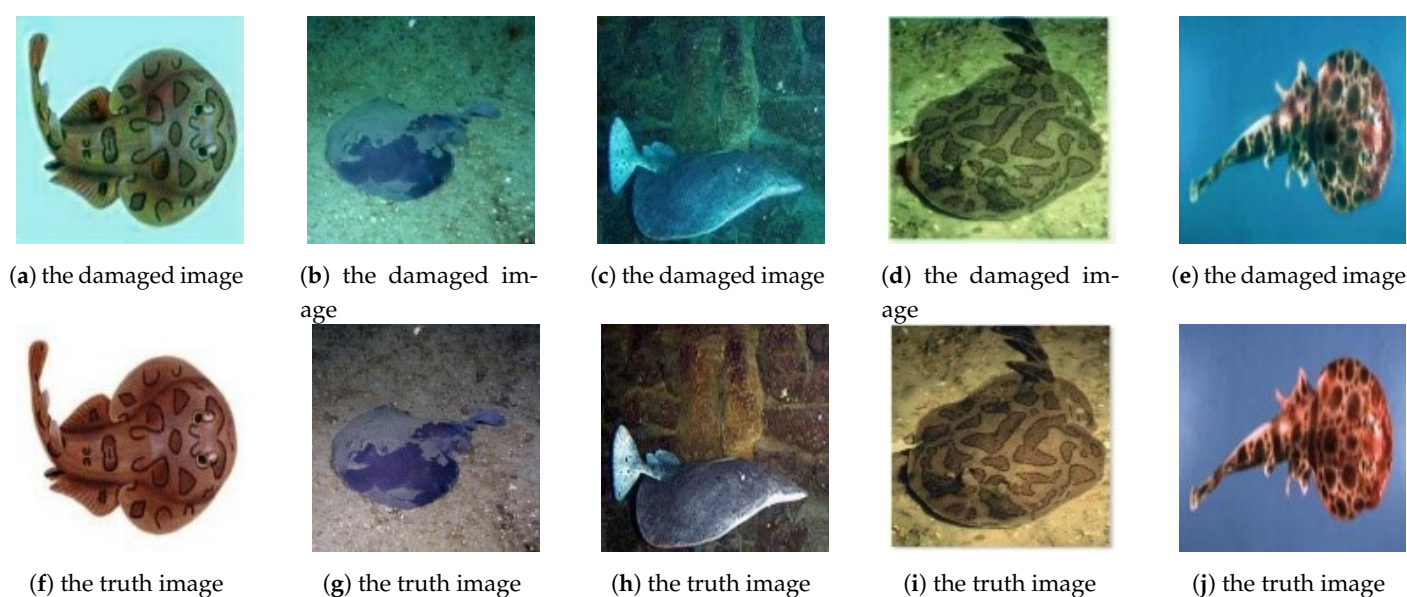 (a) the damaged image
(b) the damaged im-
age
(c) the damaged image
(d) the damaged im-
age
(e) the damaged image
(f) the truth image
(g) the truth image
(h) the truth image
(i) the truth image
(j) the truth image